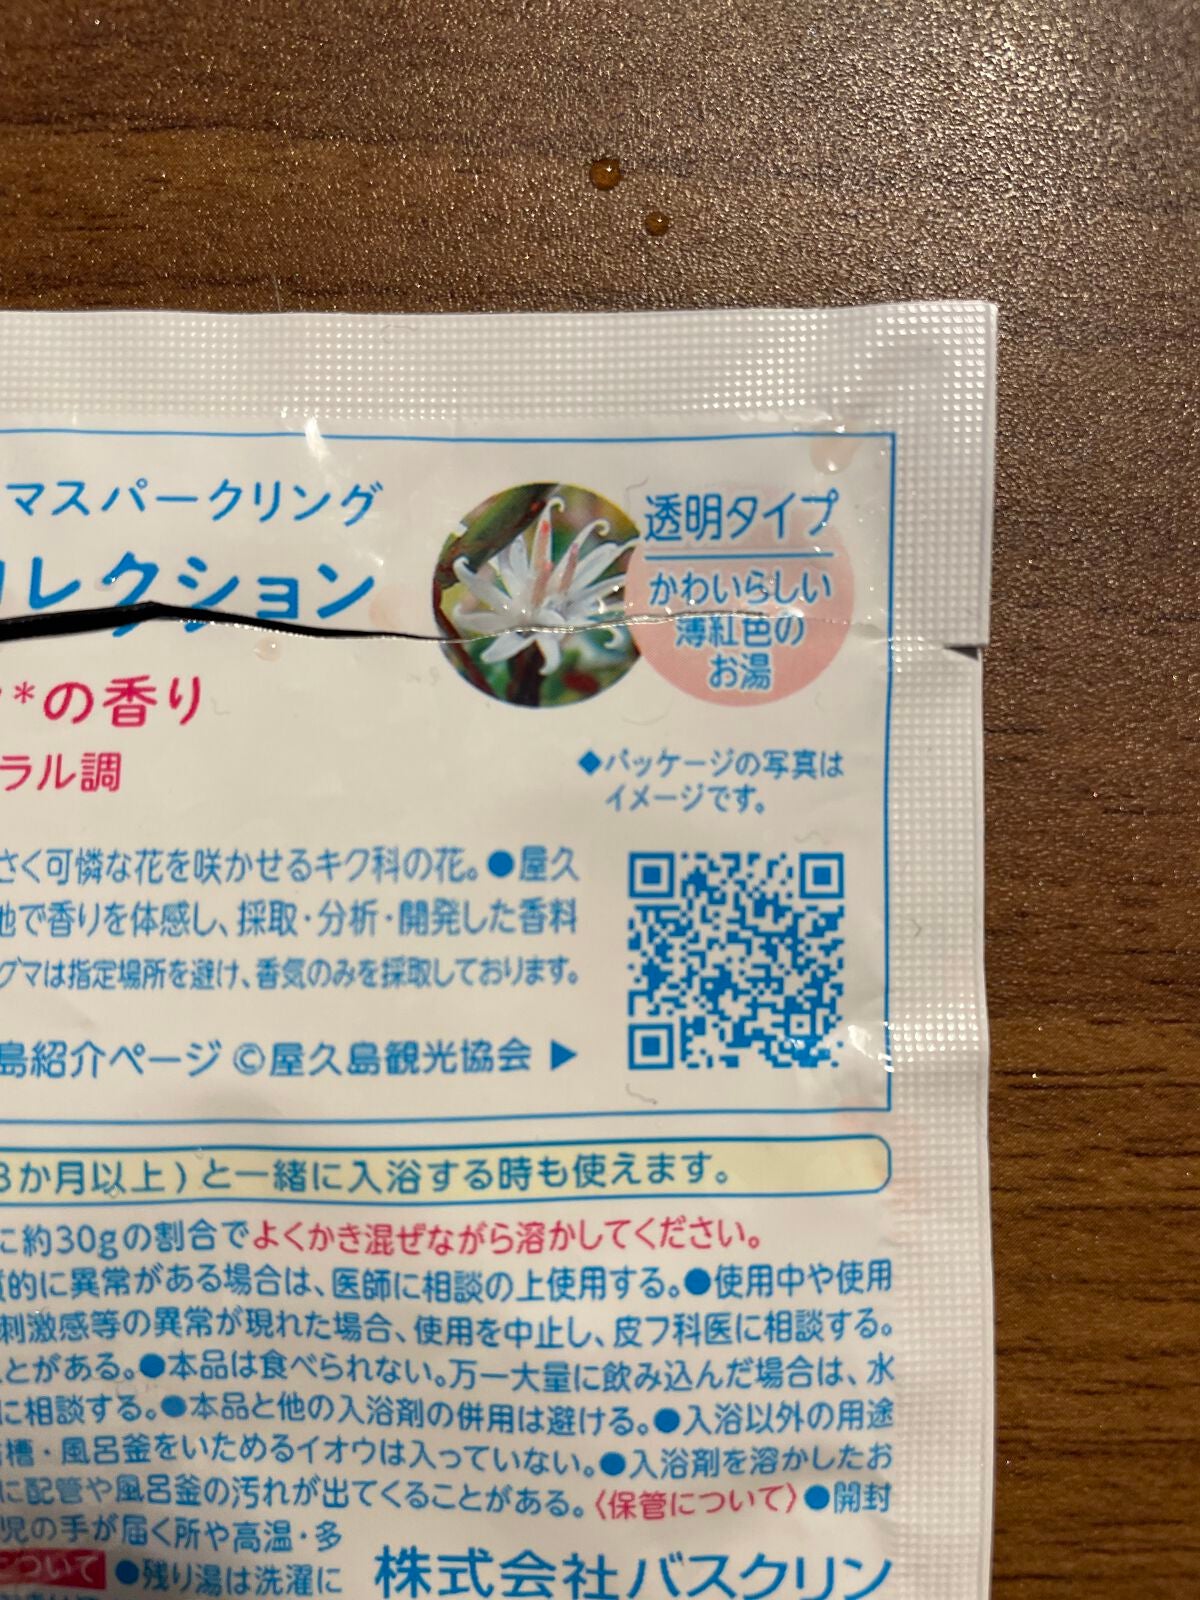 マスパークリング
コレクション
*の香り
ラル調
透明タイプ
かわいらしい
薄紅色の
お湯
◆パッケージの写真は
イメージです。
さく可憐な花を咲かせるキク科の花。●屋久
地で香りを体感し、採取・分析・開発した香料
グマは指定場所を避け、香気のみを採取しております。
島紹介ページ ©屋久島観光協会 ▶
3か月以上)と一緒に入浴する時も使えます。
に約30gの割合でよくかき混ぜながら溶かしてください。
質的に異常がある場合は、医師に相談の上使用する。●使用中や使用
刺激感等の異常が現れた場合、使用を中止し、皮フ科医に相談する。
ことがある。●本品は食べられない。万一大量に飲み込んだ場合は、水
に相談する。●本品と他の入浴剤の併用は避ける。●入浴以外の用途
槽・風呂釜をいためるイオウは入っていない。●入浴剤を溶かしたお
に配管や風呂釜の汚れが出てくることがある。〈保管について〉●開封
児の手が届く所や高温・多
について ●残り湯は洗濯に
株式会社バスクリン